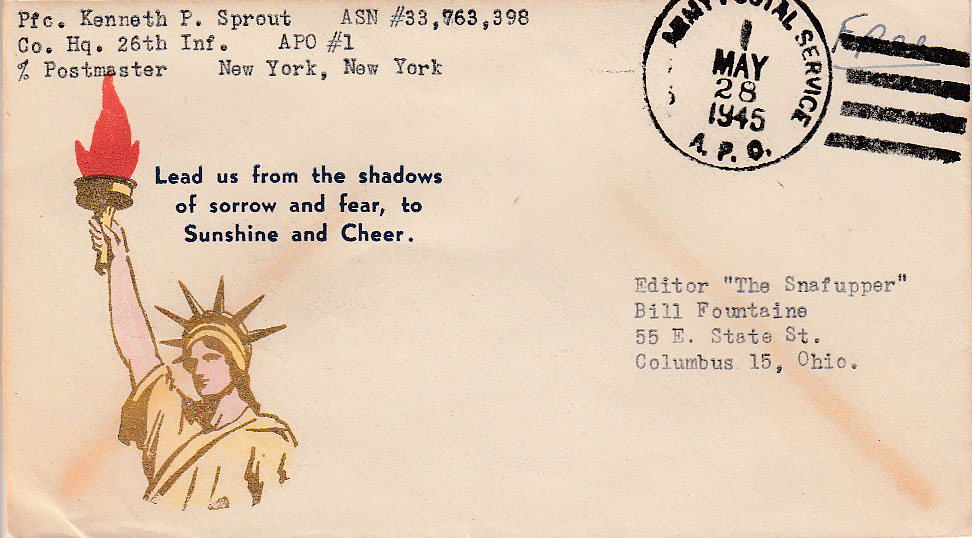 Pfc. Kenneth P. Sprout ASN #33,763,398
Co. Hq. 26th Inf. APO #1
% Postmaster New York, New York
ARMY POSTAL SERVICE
1
MAY
28
1945
A. P. O.
Free
Lead us from the shadows
of sorrow and fear, to
Sunshine and Cheer.
Editor "The Snafupper"
Bill Fountaine
55 E. State St.
Columbus 15, Ohio.